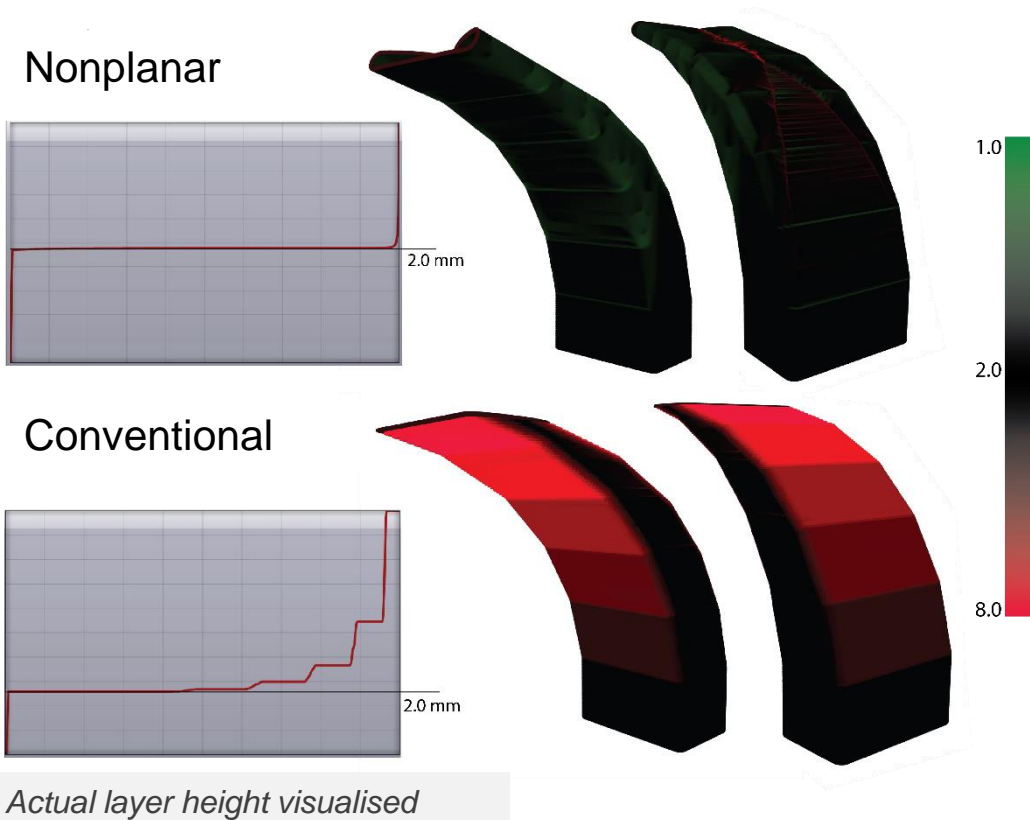 Nonplanar
2.0 mm
1.0
2.0
8.0
Conventional
2.0 mm
Actual layer height visualised